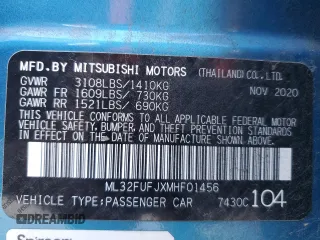 MFD.BY MITSUBISHI MOTORS (THAILAND)CO.,LTD.
GVWR 3108LBS/1410KG NOV 2020
GAWR FR 1609LBS/ 730KG
GAWR RR 1521LBS/ 690KG
THIS VEHICLE CONFORMS TO ALL APPLICABLE
FEDERAL MOTOR VEHICLE SAFETY, BUMPER,
AND THEFT PREVENTION STANDARDS
IN EFFECT ON THE DATE OF MANUFACTURE
SHOWN ABOVE.
ML32FUFJXMHF01456
VEHICLE TYPE:PASSENGER CAR 7430C 104
© DREAMBID.COM